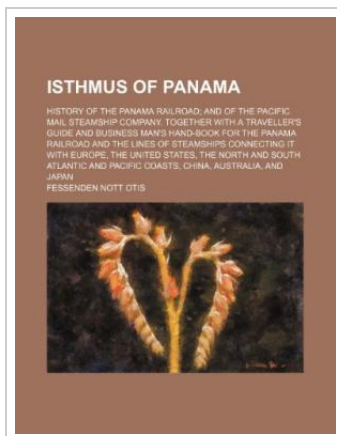 ISTHMUS OF PANAMA
HISTORY OF THE PANAMA RAILROAD; AND OF THE PACIFIC
MAIL STEAMSHIP COMPANY. TOGETHER WITH A TRAVELLER'S
GUIDE AND BUSINESS MAN'S HAND-BOOK FOR THE PANAMA
RAILROAD AND THE LINES OF STEAMSHIPS CONNECTING IT
WITH EUROPE, THE UNITED STATES, THE NORTH AND SOUTH
ATLANTIC AND PACIFIC COASTS, CHINA, AUSTRALIA, AND
JAPAN
FESSENDEN NOTT OTIS